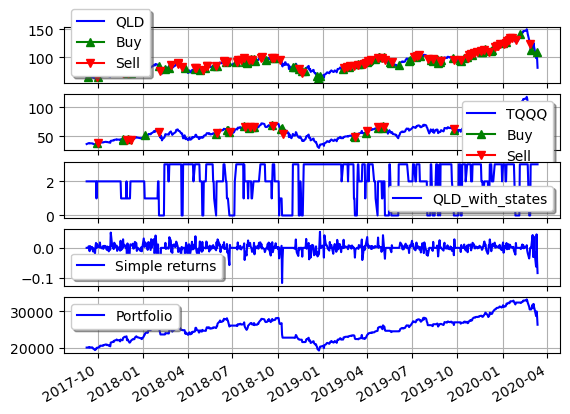 150
100
QLD
Buy
Sell
100
50
TQQQ
Buy
Sell
2
0
QLD_with_states
0.0
−0.1
Simple returns
30000
20000
Portfolio
2017-10 2018-01 2018-04 2018-07 2018-10 2019-01 2019-04 2019-07 2019-10 2020-01 2020-04